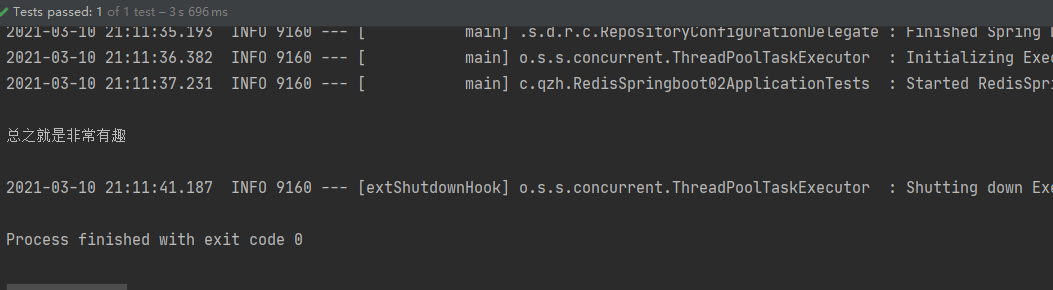 Tests passed: 1 of 1 test – 3 s 696 ms
2021-03-10 21:11:35.193  INFO 9160 --- [           main] .s.d.r.c.RepositoryConfigurationDelegate : Finished Spring
2021-03-10 21:11:36.382  INFO 9160 --- [           main] o.s.s.concurrent.ThreadPoolTaskExecutor  : Initializing Exe
2021-03-10 21:11:37.231  INFO 9160 --- [           main] c.qzh.RedisSpringboot02ApplicationTests  : Started RedisSpri
总之就是非常有趣
2021-03-10 21:11:41.187  INFO 9160 --- [extShutdownHook] o.s.s.concurrent.ThreadPoolTaskExecutor  : Shutting down Exe
Process finished with exit code 0